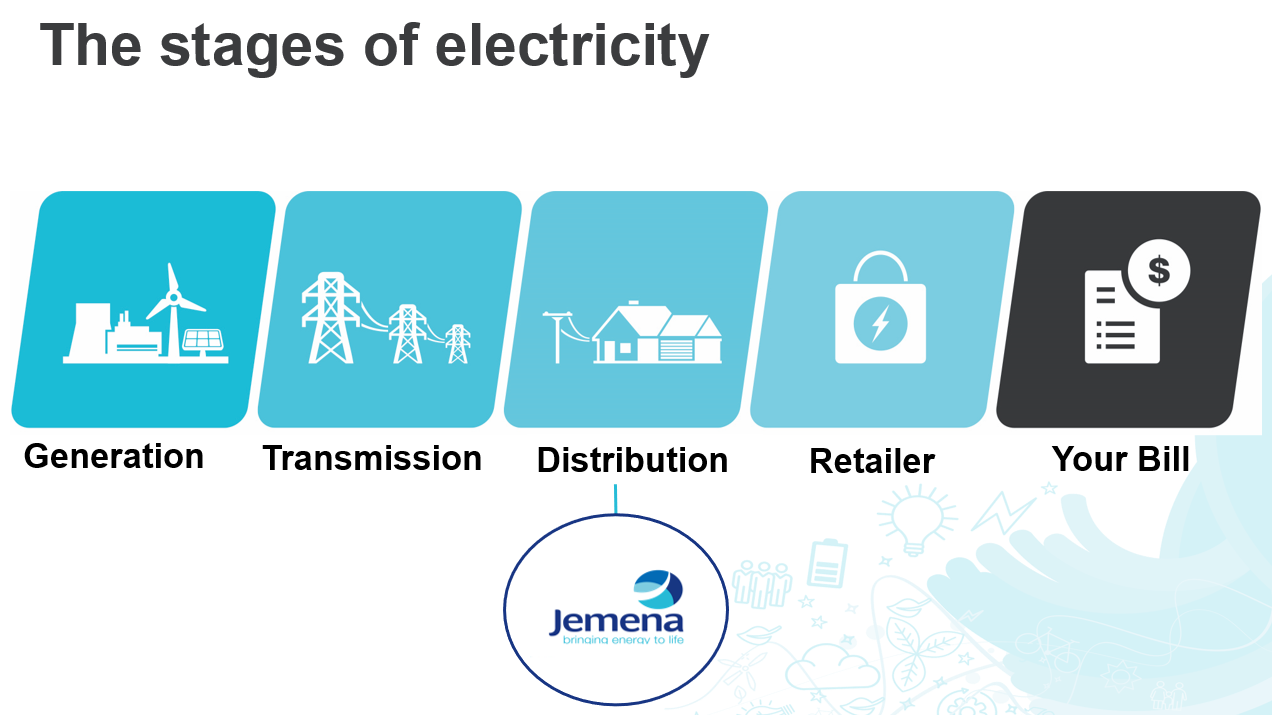 The stages of electricity
$
Generation
Transmission
Distribution
Retailer
Your Bill
Jemena
bringing energy to life